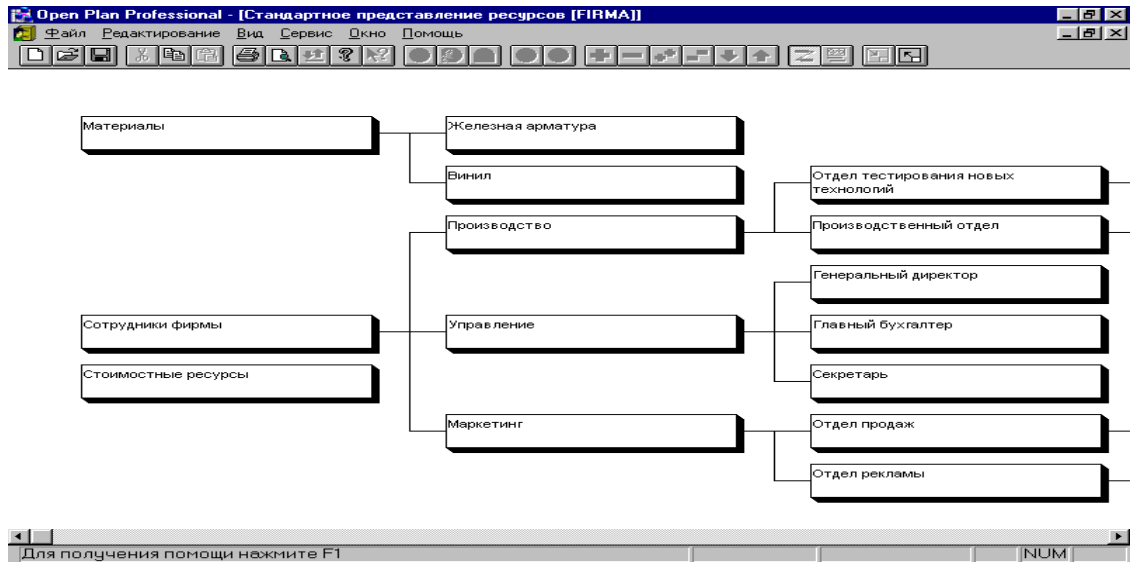 Open Plan Professional - [Стандартное представление ресурсов [FIRMA]]
Файл Редактирование Вид Сервис Окно Помощь
Материалы
Железная арматура
Винил
Отдел тестирования новых
технологий
Производство
Производственный отдел
Генеральный директор
Сотрудники фирмы
Управление
Главный бухгалтер
Стоимостные ресурсы
Секретарь
Маркетинг
Отдел продаж
Отдел рекламы
Для получения помощи нажмите F1
NUM